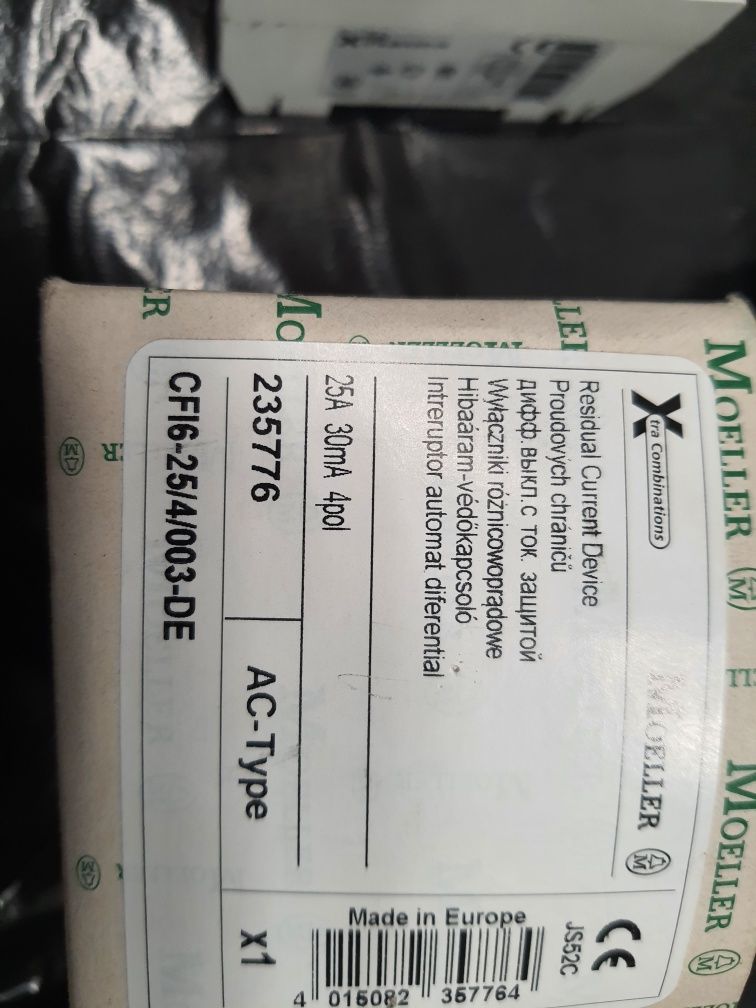 MOELLER
MOELLER
Xtra Combinations
MOELLER
Residual Current Device
Proudových chráničů
дифф. выкл. с ток. защитой
Wyłączniki różnicowoprądowe
Hibaáram-védőkapcsoló
Intreruptor automat diferential
25A 30mA 4pol
235776
AC-Type
x1
CFI6-25/4/003-DE
CE
JS52C
Made in Europe
4 015082 357764